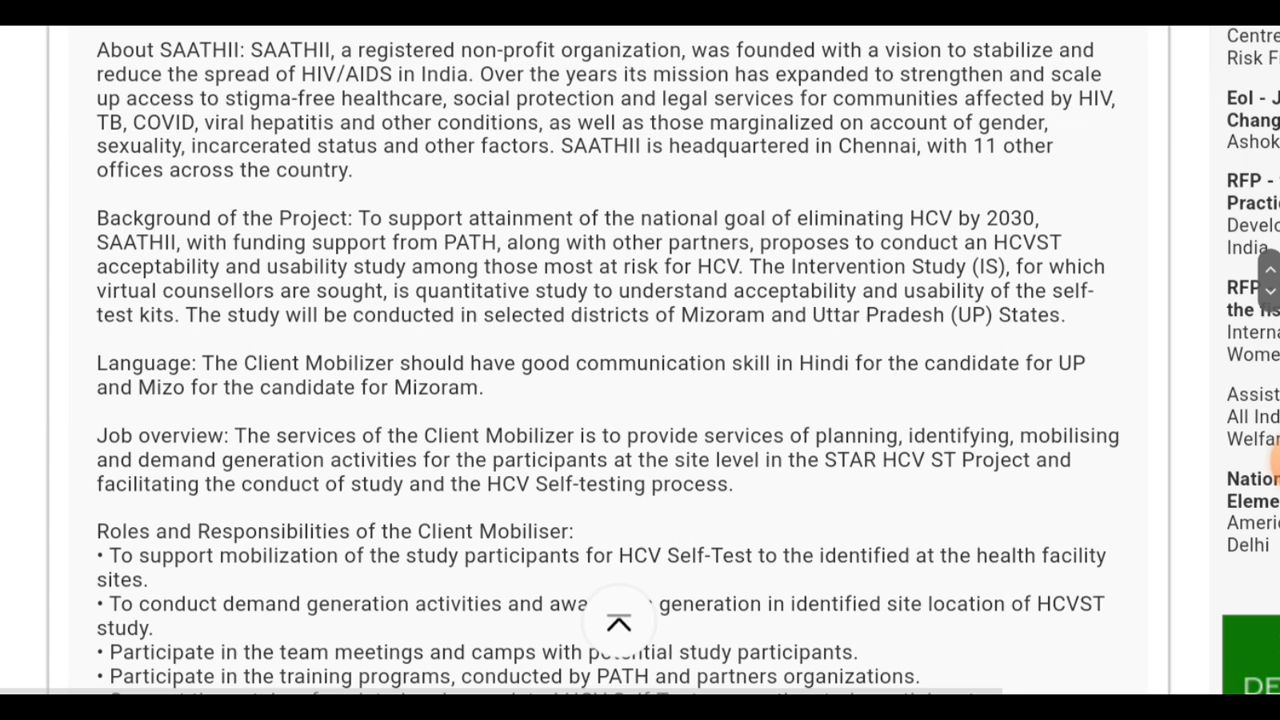 About SAATHII: SAATHII, a registered non-profit organization, was founded with a vision to stabilize and
reduce the spread of HIV/AIDS in India. Over the years its mission has expanded to strengthen and scale
up access to stigma-free healthcare, social protection and legal services for communities affected by HIV,
TB, COVID, viral hepatitis and other conditions, as well as those marginalized on account of gender,
sexuality, incarcerated status and other factors. SAATHII is headquartered in Chennai, with 11 other
offices across the country.
Background of the Project: To support attainment of the national goal of eliminating HCV by 2030,
SAATHII, with funding support from PATH, along with other partners, proposes to conduct an HCVST
acceptability and usability study among those most at risk for HCV. The Intervention Study (IS), for which
virtual counsellors are sought, is quantitative study to understand acceptability and usability of the self-
test kits. The study will be conducted in selected districts of Mizoram and Uttar Pradesh (UP) States.
Language: The Client Mobilizer should have good communication skill in Hindi for the candidate for UP
and Mizo for the candidate for Mizoram.
Job overview: The services of the Client Mobilizer is to provide services of planning, identifying, mobilising
and demand generation activities for the participants at the site level in the STAR HCV ST Project and
facilitating the conduct of study and the HCV Self-testing process.
Roles and Responsibilities of the Client Mobiliser:
• To support mobilization of the study participants for HCV Self-Test to the identified at the health facility
sites.
• To conduct demand generation activities and awa generation in identified site location of HCVST
study.
• Participate in the team meetings and camps with potential study participants.
• Participate in the training programs, conducted by PATH and partners organizations.
Centre
Risk F
EoI - J
Chang
Ashok
RFP -
Practi
Develo
India
RFP
the fis
Interna
Wome
Assist
All Ind
Welfar
Nation
Eleme
Ameri
Delhi
DE